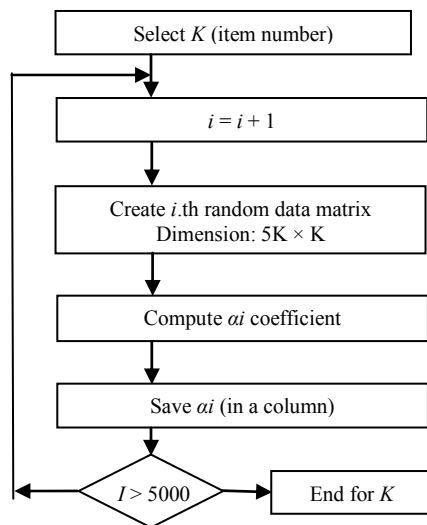 Select K (item number)
i = i + 1
Create i.th random data matrix
Dimension: 5K × K
Compute αi coefficient
Save αi (in a column)
I > 5000
End for K